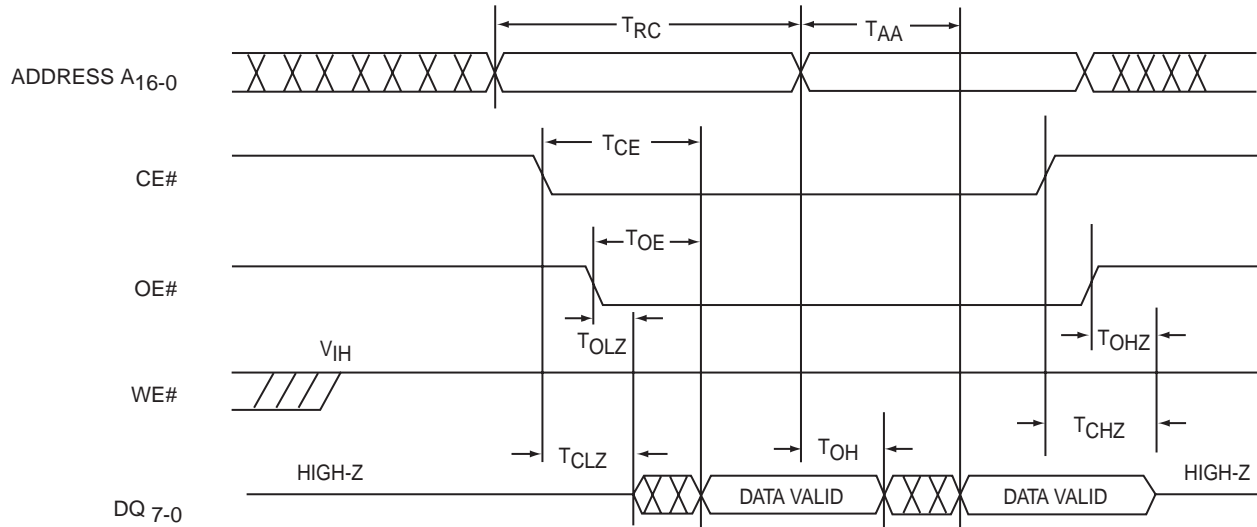 TRC
TAA
ADDRESS A16-0
TCE
CE#
TOE
OE#
TOLZ
TOHZ
VIH
WE#
TCLZ
TOH
TCHZ
HIGH-Z
DATA VALID
DATA VALID
HIGH-Z
DQ 7-0